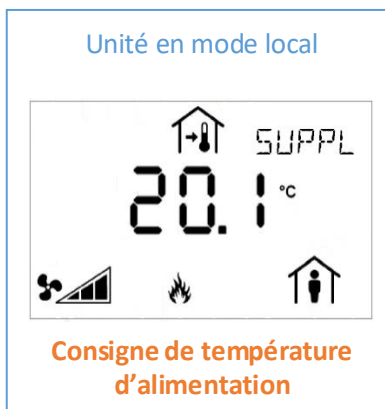 Unité en mode local
SUPPL
20.1 °C
Consigne de température
d’alimentation